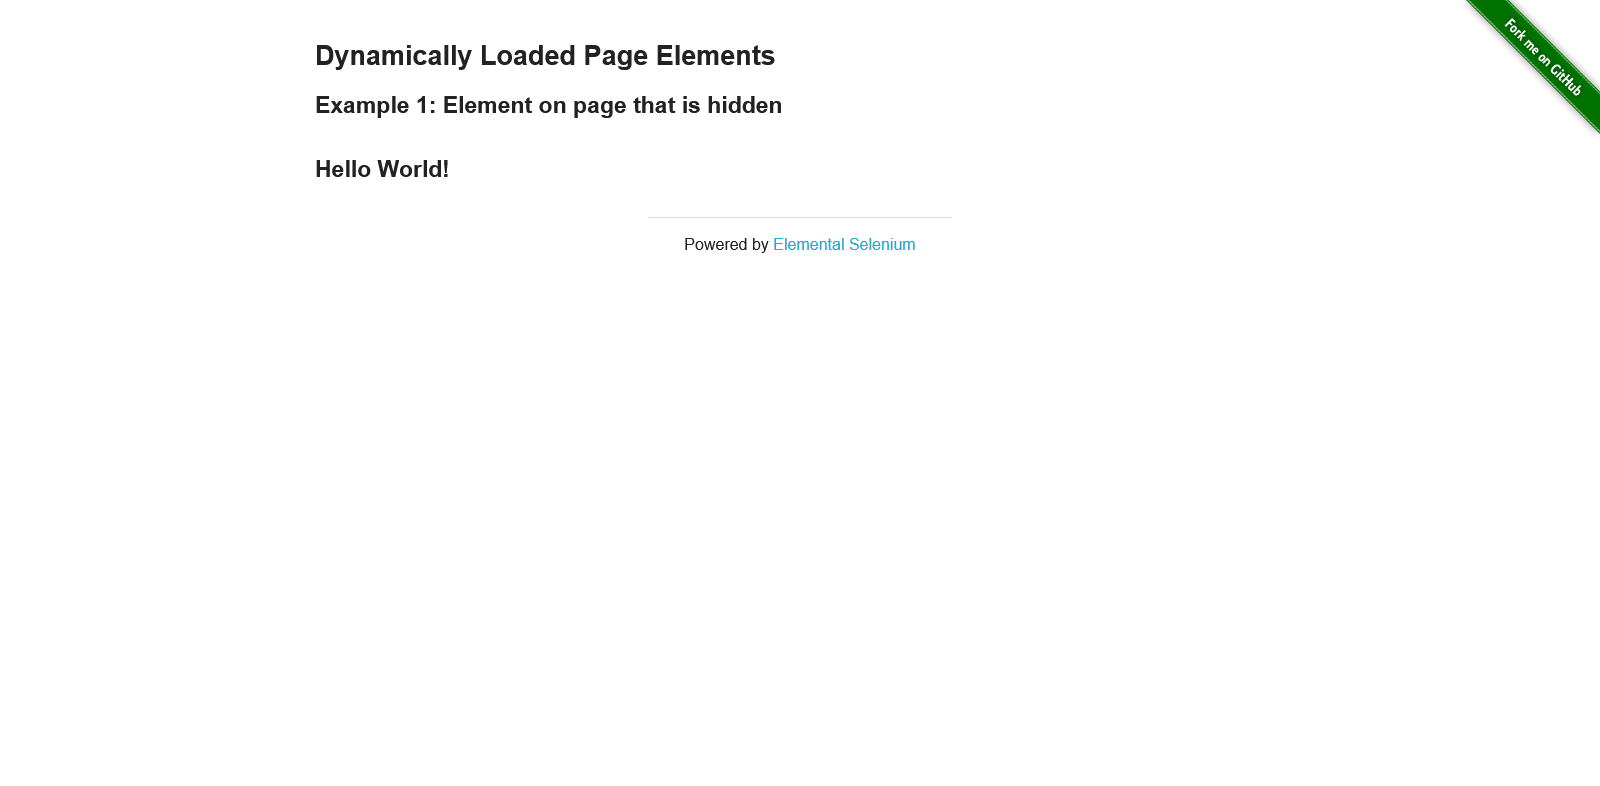 Dynamically Loaded Page Elements
Example 1: Element on page that is hidden
Hello World!
Powered by Elemental Selenium
Fork me on GitHub